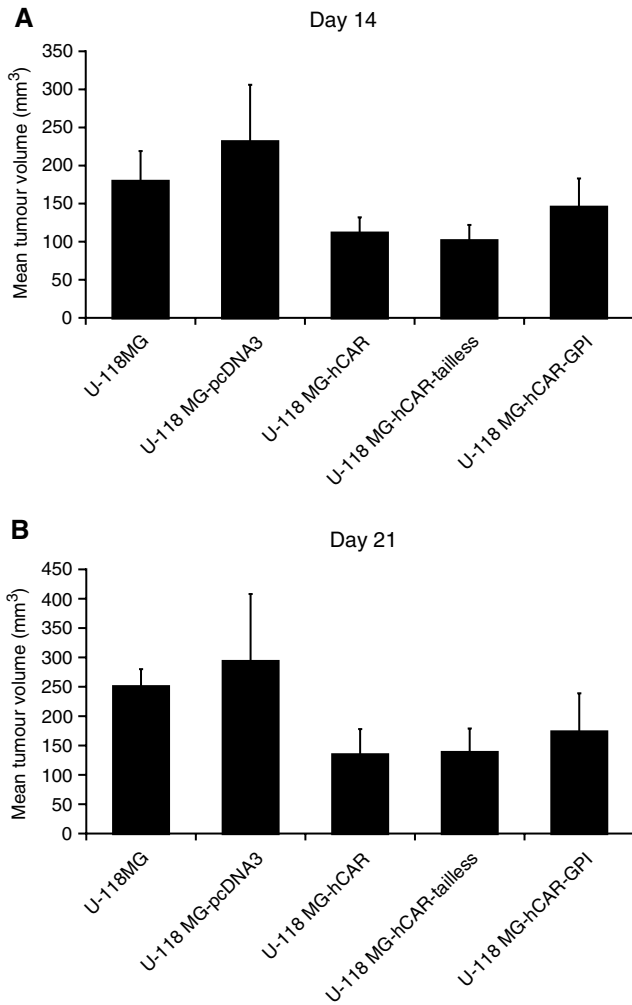 A
Day 14
Mean tumour volume (mm³)
350
300
250
200
150
100
50
0
U-118MG
U-118 MG-pcDNA3
U-118 MG-hCAR
U-118 MG-hCAR-tailless
U-118 MG-hCAR-GPI
B
Day 21
Mean tumour volume (mm³)
450
400
350
300
250
200
150
100
50
0
U-118MG
U-118 MG-pcDNA3
U-118 MG-hCAR
U-118 MG-hCAR-tailless
U-118 MG-hCAR-GPI